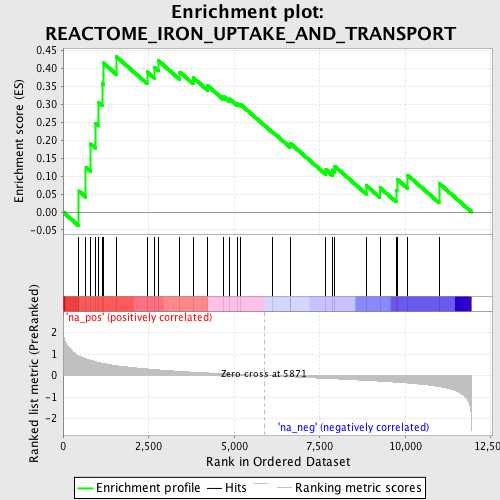 Enrichment plot:
REACTOME_IRON_UPTAKE_AND_TRANSPORT
Enrichment score (ES)
0.45
0.40
0.35
0.30
0.25
0.20
0.15
0.10
0.05
0.00
-0.05
'na_pos' (positively correlated)
Ranked list metric (PreRanked)
2
1
0
-1
-2
Zero cross at 5871
'na_neg' (negatively correlated)
0
2,500
5,000
7,500
10,000
12,500
Rank in Ordered Dataset
Enrichment profile
Hits
Ranking metric scores